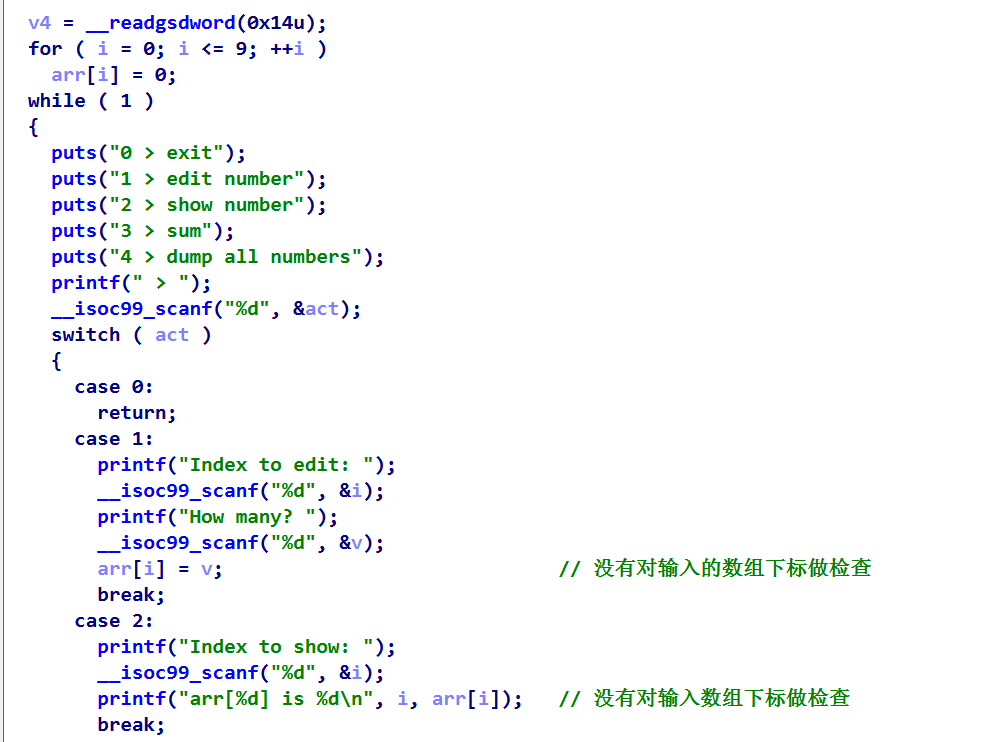 v4 = __readgsdword(0x14u);
for ( i = 0; i <= 9; ++i )
  arr[i] = 0;
while ( 1 )
{
  puts("0 > exit");
  puts("1 > edit number");
  puts("2 > show number");
  puts("3 > sum");
  puts("4 > dump all numbers");
  printf(" > ");
  __isoc99_scanf("%d", &act);
  switch ( act )
  {
    case 0:
      return;
    case 1:
      printf("Index to edit: ");
      __isoc99_scanf("%d", &i);
      printf("How many? ");
      __isoc99_scanf("%d", &v);
      arr[i] = v;                             // 没有对输入的数组下标做检查
      break;
    case 2:
      printf("Index to show: ");
      __isoc99_scanf("%d", &i);
      printf("arr[%d] is %d\n", i, arr[i]);   // 没有对输入数组下标做检查
      break;